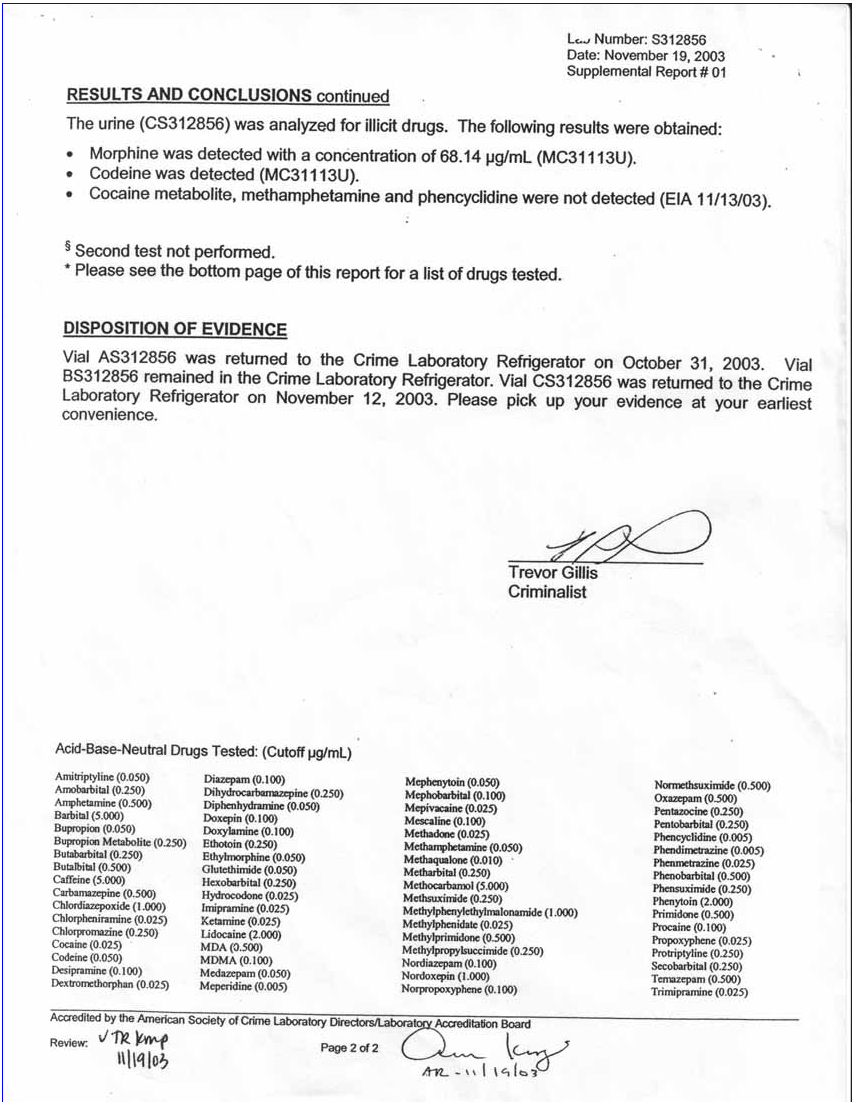 Number: S312856
Date: November 19, 2003
Supplemental Report # 01
RESULTS AND CONCLUSIONS continued
The urine (CS312856) was analyzed for illicit drugs. The following results were obtained:
• Morphine was detected with a concentration of 68.14 µg/mL (MC31113U).
• Codeine was detected (MC31113U).
• Cocaine metabolite, methamphetamine and phencyclidine were not detected (EIA 11/13/03).
§ Second test not performed.
* Please see the bottom page of this report for a list of drugs tested.
DISPOSITION OF EVIDENCE
Vial AS312856 was returned to the Crime Laboratory Refrigerator on October 31, 2003. Vial
BS312856 remained in the Crime Laboratory Refrigerator. Vial CS312856 was returned to the Crime
Laboratory Refrigerator on November 12, 2003. Please pick up your evidence at your earliest
convenience.
Trevor Gillis
Criminalist
Acid-Base-Neutral Drugs Tested: (Cutoff µg/mL)
Amitriptyline (0.050)
Amobarbital (0.250)
Amphetamine (0.500)
Barbital (5.000)
Bupropion (0.050)
Bupropion Metabolite (0.250)
Butabarbital (0.250)
Butalbital (0.500)
Caffeine (5.000)
Carbamazepine (0.500)
Chlordiazepoxide (1.000)
Chlorpheniramine (0.025)
Chlorpromazine (0.250)
Cocaine (0.025)
Codeine (0.050)
Desipramine (0.100)
Dextromethorphan (0.025)
Diazepam (0.100)
Dihydrocarbamazepine (0.250)
Diphenhydramine (0.050)
Doxepin (0.100)
Doxylamine (0.100)
Ethotoin (0.250)
Ethylmorphine (0.050)
Glutethimide (0.050)
Hexobarbital (0.250)
Hydrocodone (0.025)
Imipramine (0.025)
Ketamine (0.025)
Lidocaine (2.000)
MDA (0.500)
MDMA (0.100)
Medazepam (0.050)
Meperidine (0.005)
Mephenytoin (0.050)
Mephobarbital (0.100)
Mepivacaine (0.025)
Mescaline (0.100)
Methadone (0.025)
Methamphetamine (0.050)
Methaqualone (0.010)
Metharbital (0.250)
Methocarbamol (5.000)
Methsuximide (0.250)
Methylphenylethylmalonamide (1.000)
Methylphenidate (0.025)
Methylprimidone (0.500)
Methylpropylsuccimide (0.250)
Nordiazepam (0.100)
Nordoxepin (1.000)
Norpropoxyphene (0.100)
Normethsuximide (0.500)
Oxazepam (0.500)
Pentazocine (0.250)
Pentobarbital (0.250)
Phencyclidine (0.005)
Phendimetrazine (0.005)
Phenmetrazine (0.025)
Phenobarbital (0.500)
Phensuximide (0.250)
Phenytoin (2.000)
Primidone (0.500)
Procaine (0.100)
Propoxyphene (0.025)
Protriptyline (0.250)
Secobarbital (0.250)
Temazepam (0.500)
Trimipramine (0.025)
Accredited by the American Society of Crime Laboratory Directors/Laboratory Accreditation Board
Review: ✓ TR kmp
11/19/03
Page 2 of 2
AR - 11/19/03